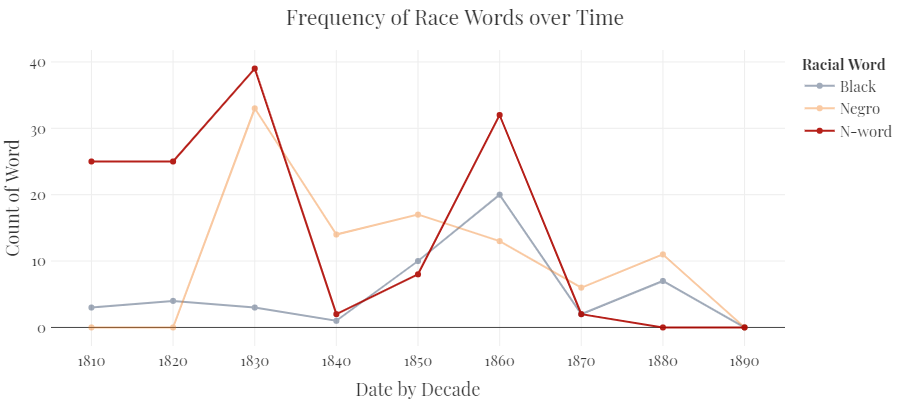 Frequency of Race Words over Time
Racial Word
Black
Negro
N-word
Count of Word
40
30
20
10
0
1810 1820 1830 1840 1850 1860 1870 1880 1890
Date by Decade